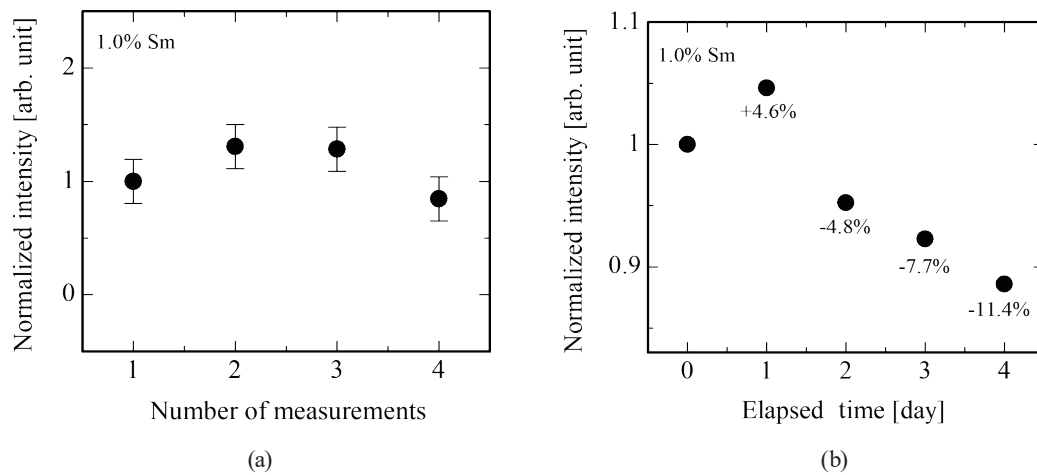 1.0% Sm
Normalized intensity [arb. unit]
2
1
0
1 2 3 4
Number of measurements
(a)
1.0% Sm
Normalized intensity [arb. unit]
1.1
1
0.9
+4.6%
-4.8%
-7.7%
-11.4%
0 1 2 3 4
Elapsed time [day]
(b)